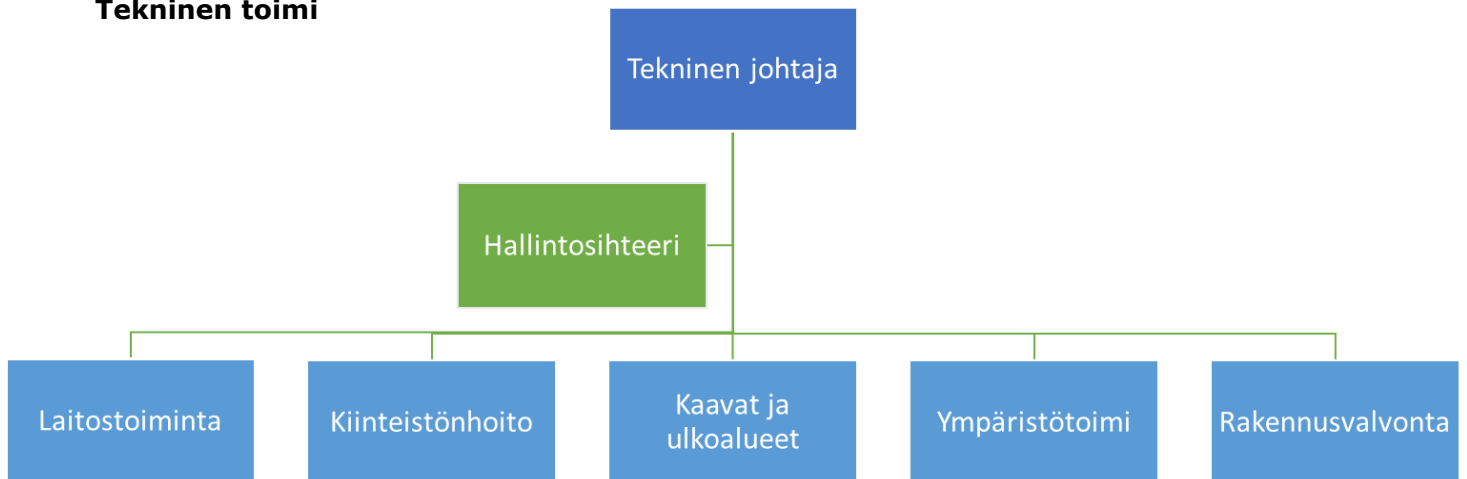 Tekninen toimi
Tekninen johtaja
Hallintosihteeri
Laitostoiminta
Kiinteistönhoito
Kaavat ja
ulkoalueet
Ympäristötoimi
Rakennusvalvonta